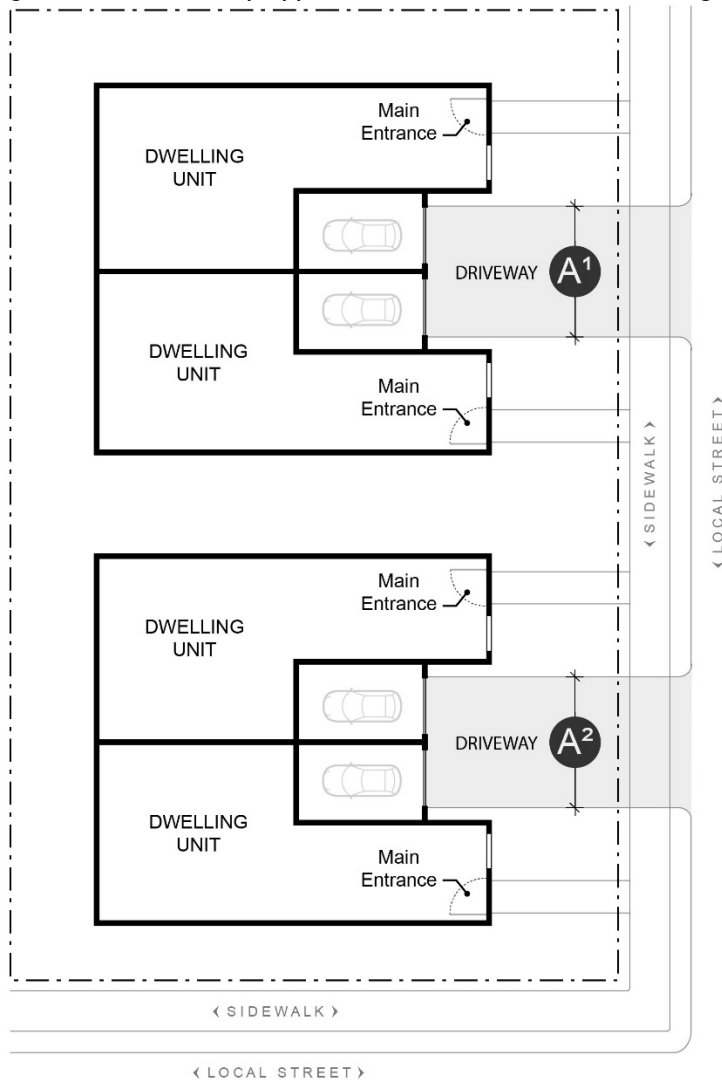 Main
Entrance
DWELLING
UNIT
DRIVEWAY
A¹
DWELLING
UNIT
Main
Entrance
‹ SIDEWALK ›
‹ LOCAL STREET ›
Main
Entrance
DWELLING
UNIT
DRIVEWAY
A²
DWELLING
UNIT
Main
Entrance
‹ SIDEWALK ›
‹ LOCAL STREET ›